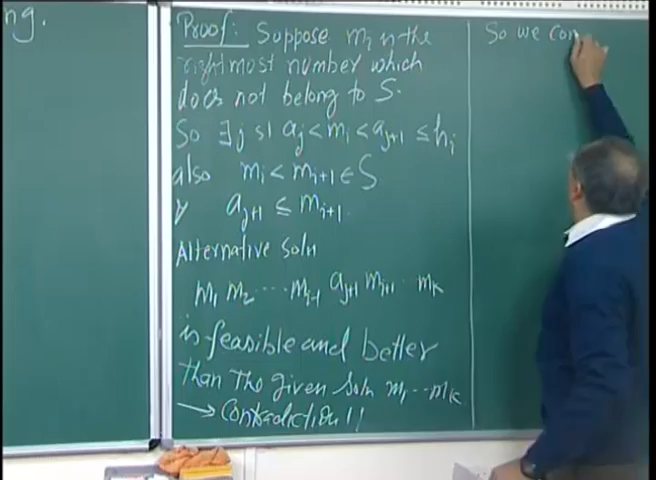 ng.
Proof: Suppose mi is the
rightmost number which
does not belong to S.
So ∃j st aj < mi < aj+1 ≤ hi
also mi < mi+1 ∈ S
aj+1 ≤ mi+1.
Alternative soln
m1 m2 ... mi-1 aj+1 mi+1 .. mk
is feasible and better
than the given soln m1 .. mk
→ Contradiction!!
So we con